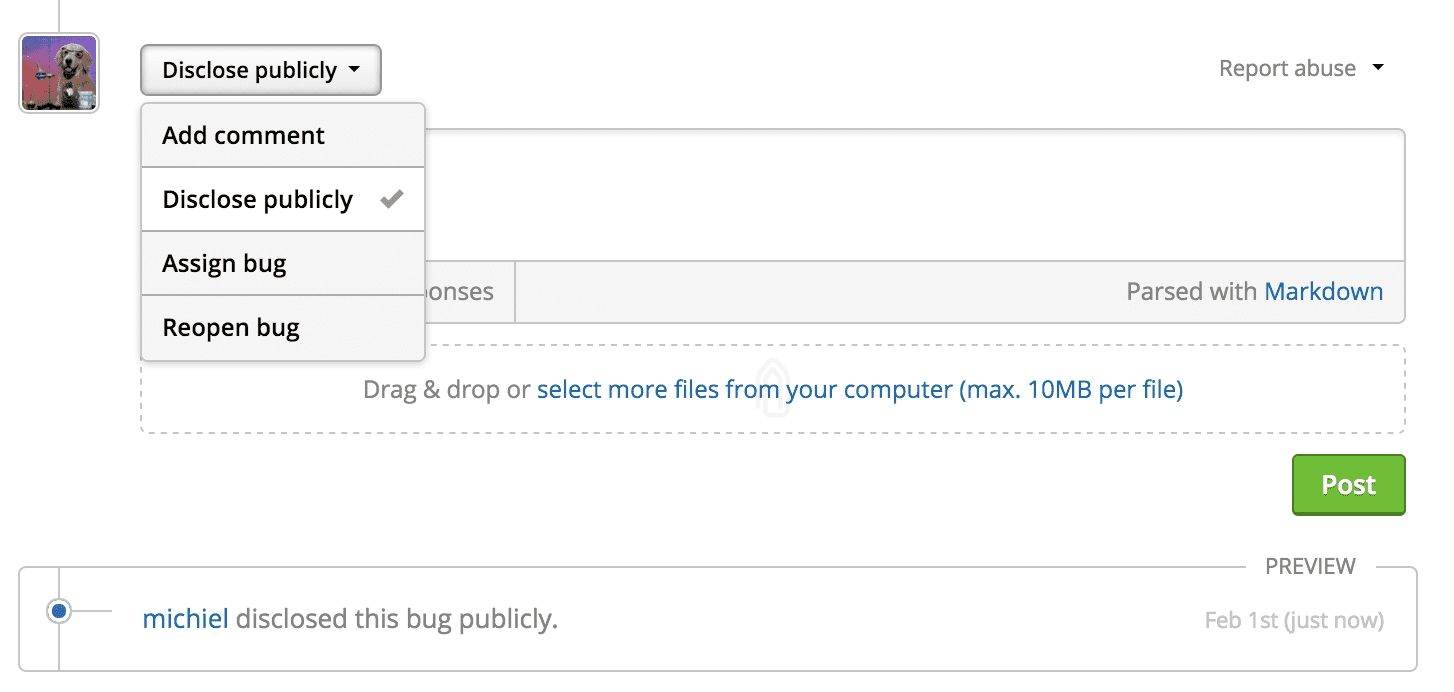 Disclose publicly
Report abuse
Add comment
Disclose publicly
Assign bug
Reopen bug
Parsed with Markdown
Drag & drop or select more files from your computer (max. 10MB per file)
Post
PREVIEW
michiel disclosed this bug publicly.
Feb 1st (just now)